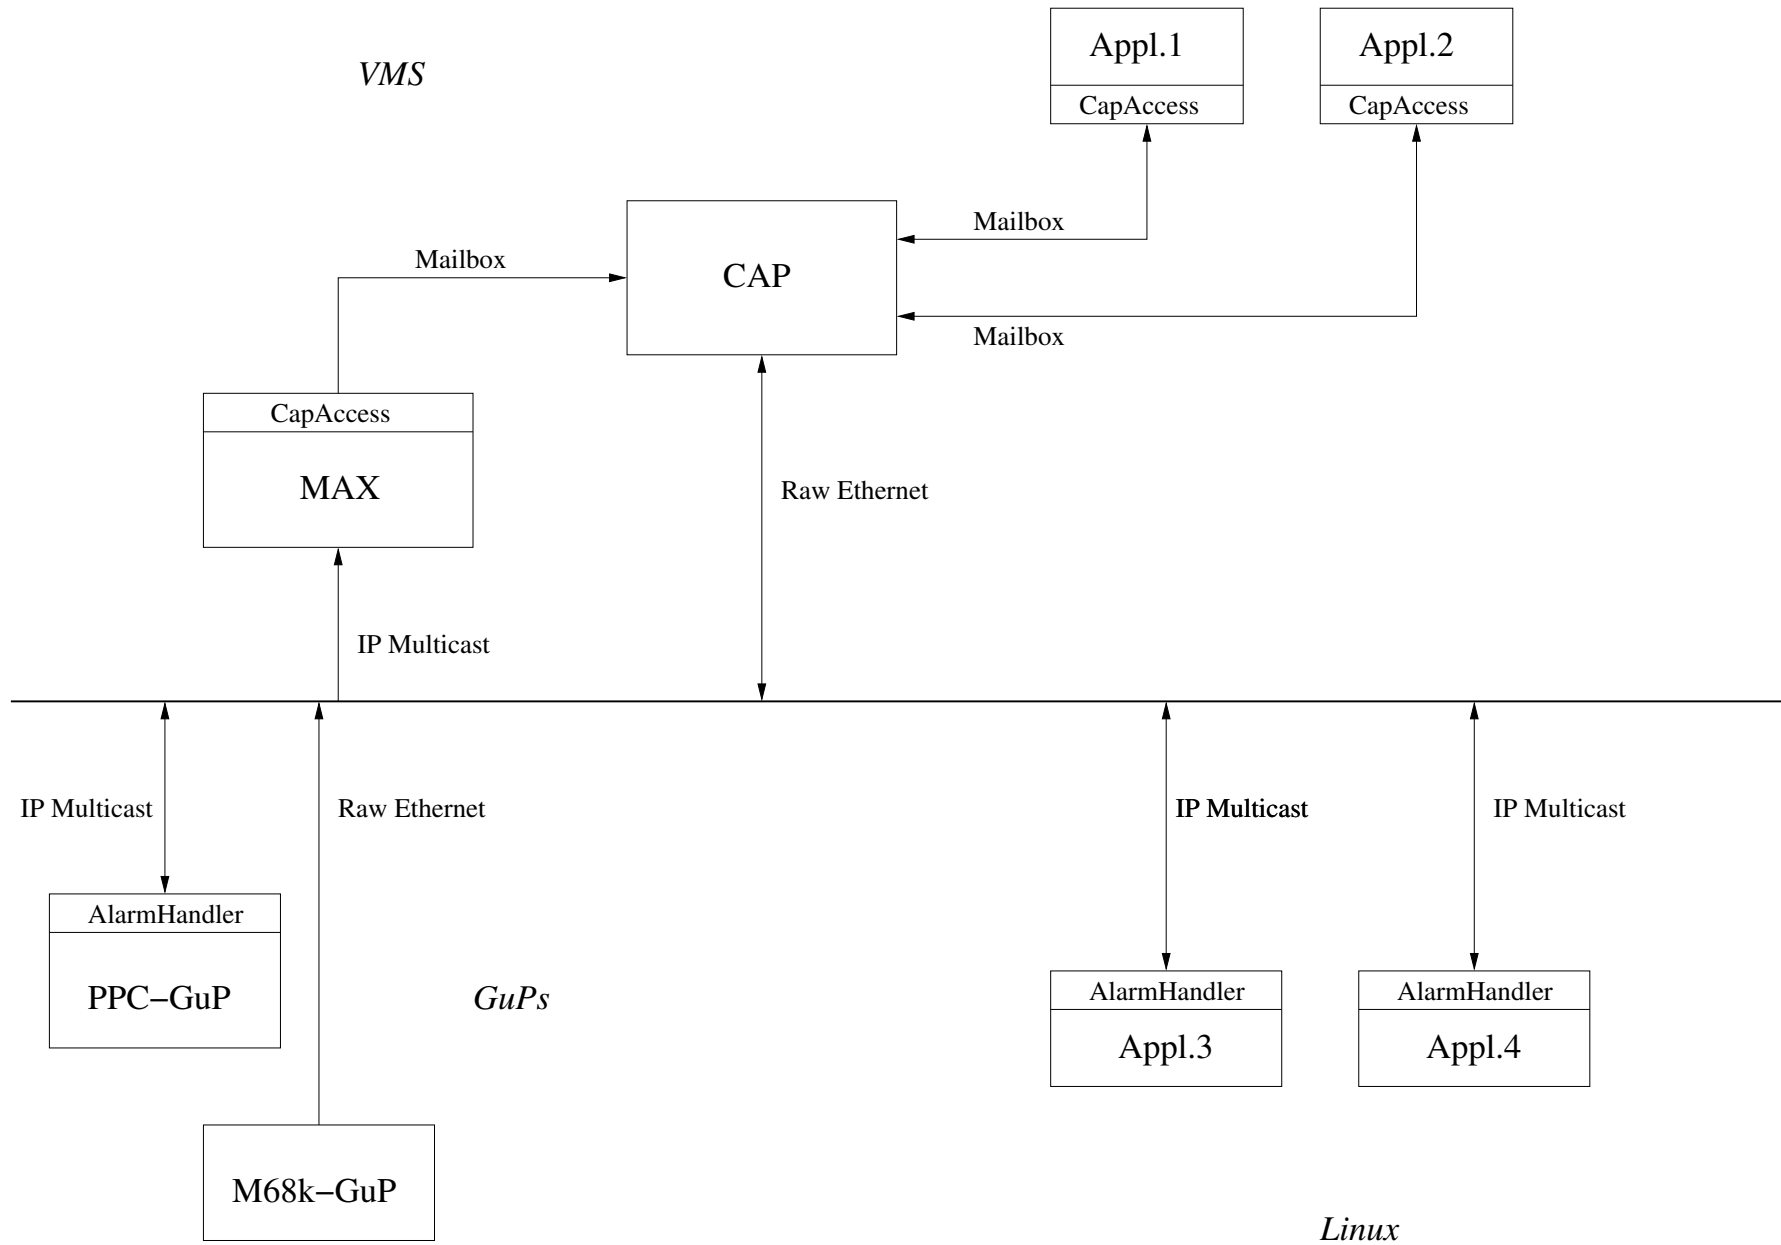 Appl.1
Appl.2
VMS
CapAccess
CapAccess
Mailbox
Mailbox
CAP
Mailbox
CapAccess
MAX
Raw Ethernet
IP Multicast
IP Multicast
Raw Ethernet
IP Multicast
IP Multicast
AlarmHandler
PPC−GuP
GuPs
AlarmHandler
AlarmHandler
Appl.3
Appl.4
M68k−GuP
Linux